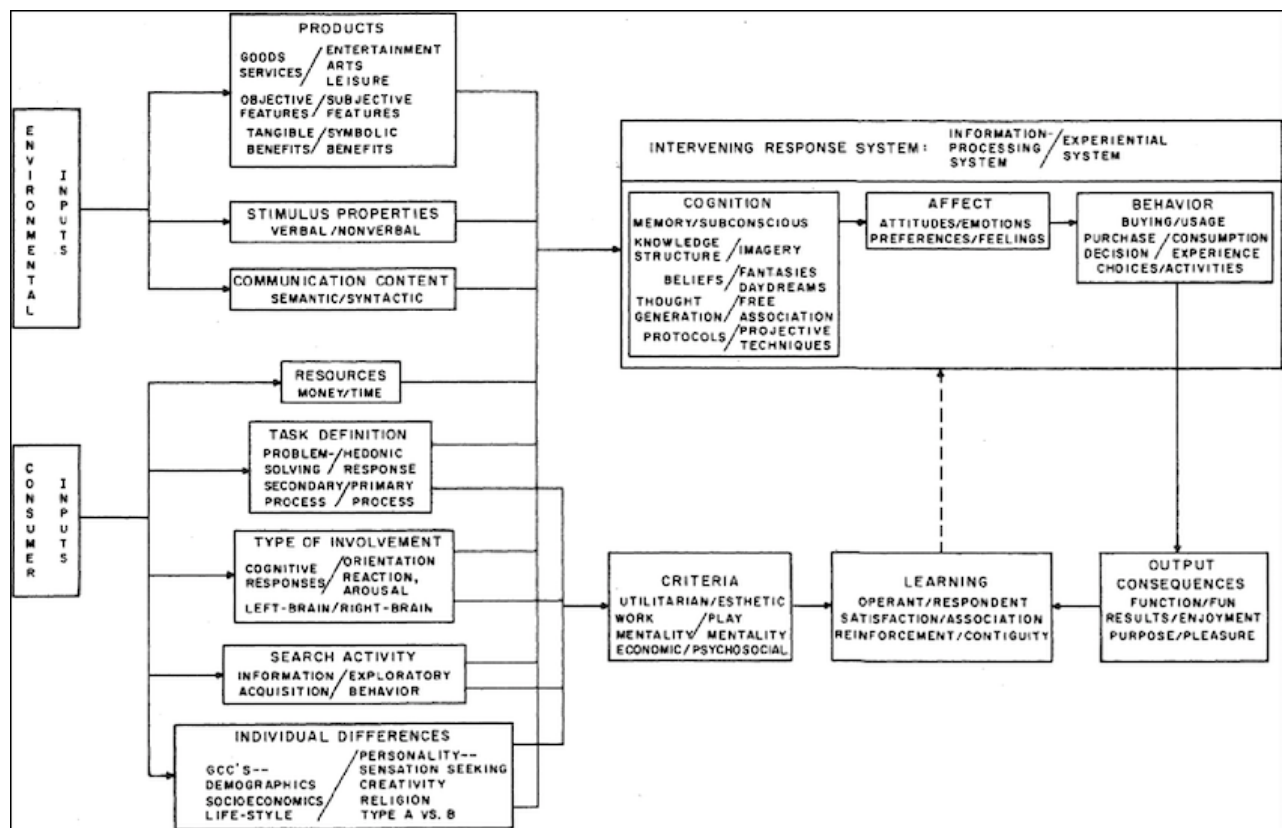 PRODUCTS
GOODS / ENTERTAINMENT
SERVICES ARTS
LEISURE
OBJECTIVE / SUBJECTIVE
FEATURES FEATURES
TANGIBLE / SYMBOLIC
BENEFITS BENEFITS
ENVIRONMENTAL
INPUTS
STIMULUS PROPERTIES
VERBAL/NONVERBAL
COMMUNICATION CONTENT
SEMANTIC/SYNTACTIC
RESOURCES
MONEY/TIME
TASK DEFINITION
PROBLEM- / HEDONIC
SOLVING RESPONSE
SECONDARY / PRIMARY
PROCESS PROCESS
CONSUMER
INPUTS
TYPE OF INVOLVEMENT
COGNITIVE / ORIENTATION
RESPONSES REACTION,
AROUSAL
LEFT-BRAIN/RIGHT-BRAIN
SEARCH ACTIVITY
INFORMATION / EXPLORATORY
ACQUISITION BEHAVIOR
INDIVIDUAL DIFFERENCES
GCC'S-- / PERSONALITY--
DEMOGRAPHICS SENSATION SEEKING
SOCIOECONOMICS CREATIVITY
LIFE-STYLE RELIGION
TYPE A VS. B
INTERVENING RESPONSE SYSTEM: INFORMATION- / EXPERIENTIAL
PROCESSING SYSTEM
SYSTEM
COGNITION
MEMORY/SUBCONSCIOUS
KNOWLEDGE / IMAGERY
STRUCTURE
BELIEFS / FANTASIES
DAYDREAMS
THOUGHT / FREE
GENERATION ASSOCIATION
PROTOCOLS / PROJECTIVE
TECHNIQUES
AFFECT
ATTITUDES/EMOTIONS
PREFERENCES/FEELINGS
BEHAVIOR
BUYING/USAGE
PURCHASE / CONSUMPTION
DECISION EXPERIENCE
CHOICES/ACTIVITIES
CRITERIA
UTILITARIAN/ESTHETIC
WORK / PLAY
MENTALITY MENTALITY
ECONOMIC/PSYCHOSOCIAL
LEARNING
OPERANT/RESPONDENT
SATISFACTION/ASSOCIATION
REINFORCEMENT/CONTIGUITY
OUTPUT
CONSEQUENCES
FUNCTION/FUN
RESULTS/ENJOYMENT
PURPOSE/PLEASURE